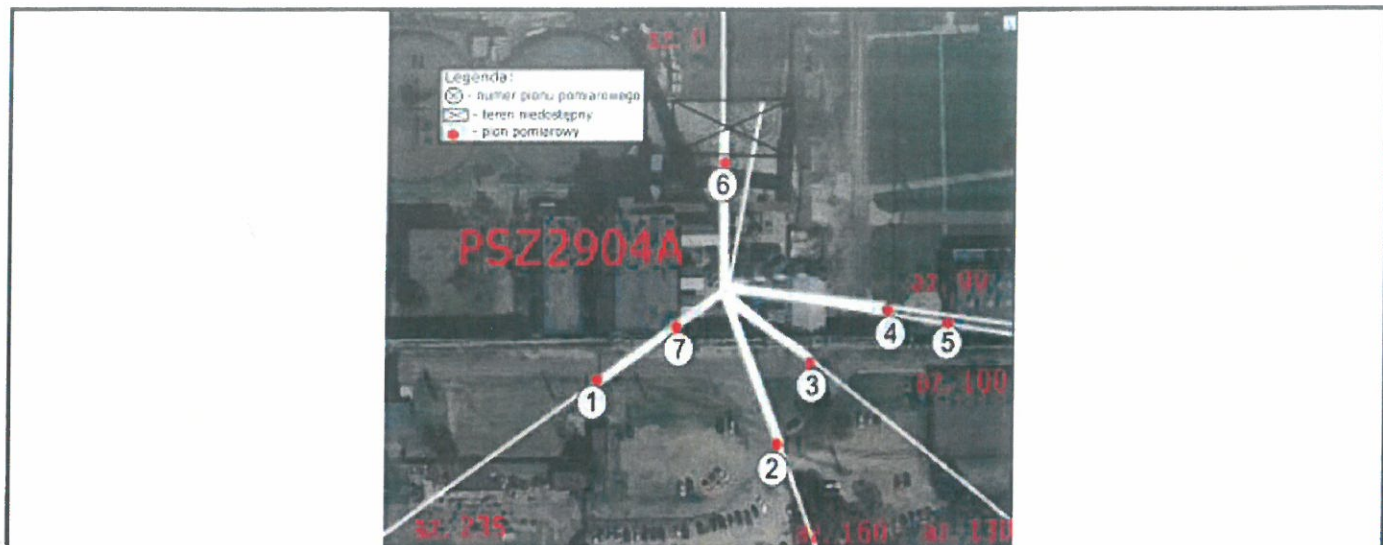 az. 0
Legenda:
- numer pionu pomiarowego
- teren niedostępny
- pion pomiarowy
6
PSZ2904A
az. 90
4
5
7
3
az. 100
1
2
az. 235
az. 160
az. 130